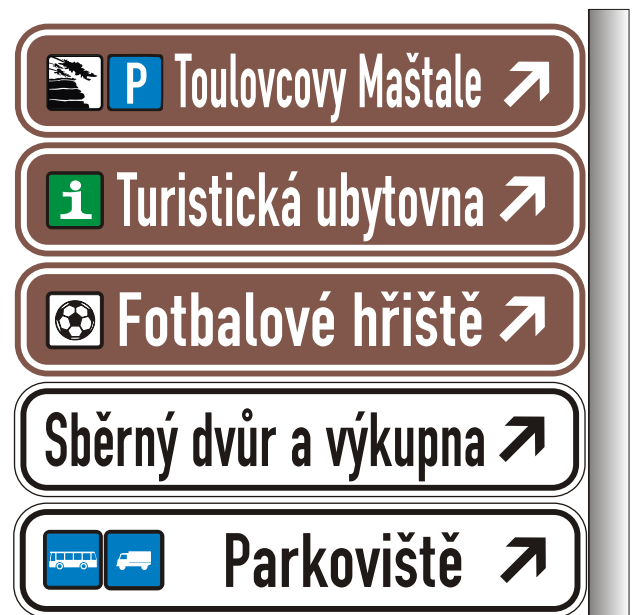 P Toulovcovy Maštale
i Turistická ubytovna
Fotbalové hřiště
Sběrný dvůr a výkupna
Parkoviště